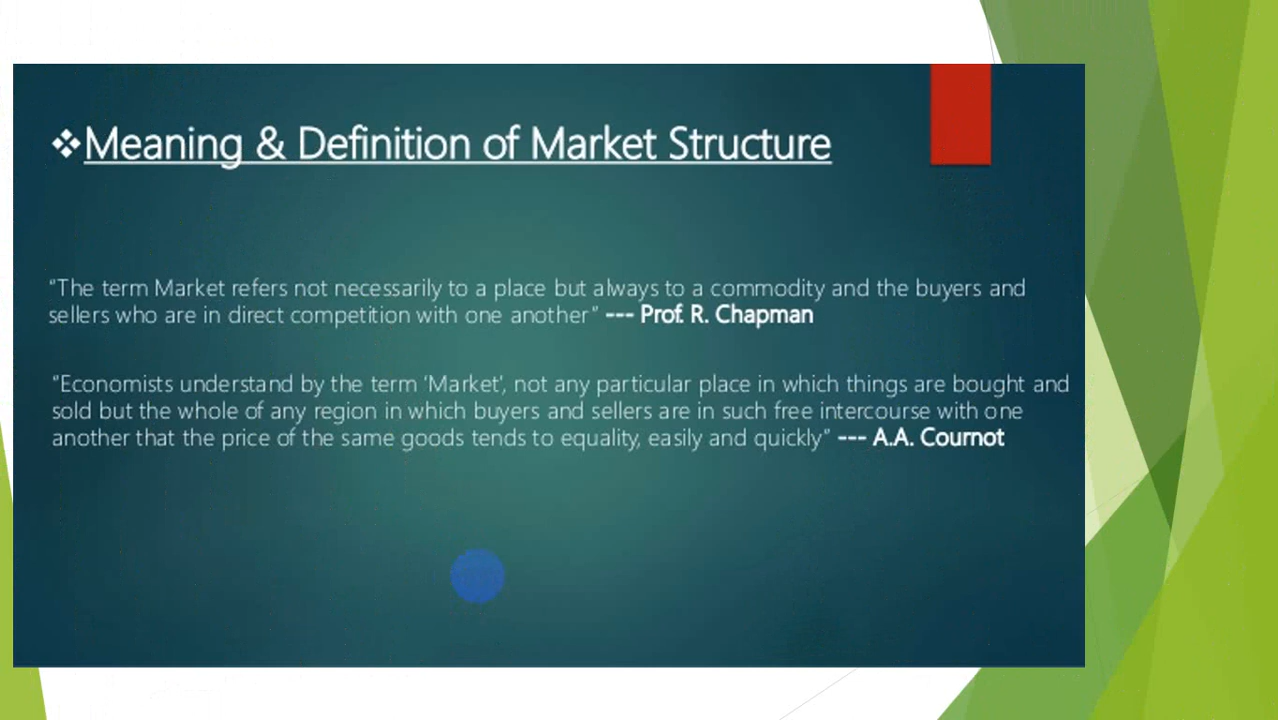 ❖Meaning & Definition of Market Structure
"The term Market refers not necessarily to a place but always to a commodity and the buyers and
sellers who are in direct competition with one another" --- Prof. R. Chapman
"Economists understand by the term 'Market', not any particular place in which things are bought and
sold but the whole of any region in which buyers and sellers are in such free intercourse with one
another that the price of the same goods tends to equality, easily and quickly" --- A.A. Cournot